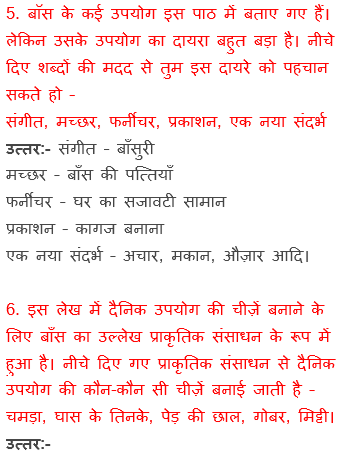 5. बाँस के कई उपयोग इस पाठ में बताए गए हैं।
लेकिन उसके उपयोग का दायरा बहुत बड़ा है। नीचे
दिए शब्दों की मदद से तुम इस दायरे को पहचान
सकते हो -
संगीत, मच्छर, फर्नीचर, प्रकाशन, एक नया संदर्भ
उत्तर:- संगीत - बाँसुरी
मच्छर - बाँस की पत्तियाँ
फर्नीचर - घर का सजावटी सामान
प्रकाशन - कागज बनाना
एक नया संदर्भ - अचार, मकान, औज़ार आदि।
6. इस लेख में दैनिक उपयोग की चीज़ें बनाने के
लिए बाँस का उल्लेख प्राकृतिक संसाधन के रूप में
हुआ है। नीचे दिए गए प्राकृतिक संसाधन से दैनिक
उपयोग की कौन-कौन सी चीज़ें बनाई जाती है -
चमड़ा, घास के तिनके, पेड़ की छाल, गोबर, मिट्टी।
उत्तर:-